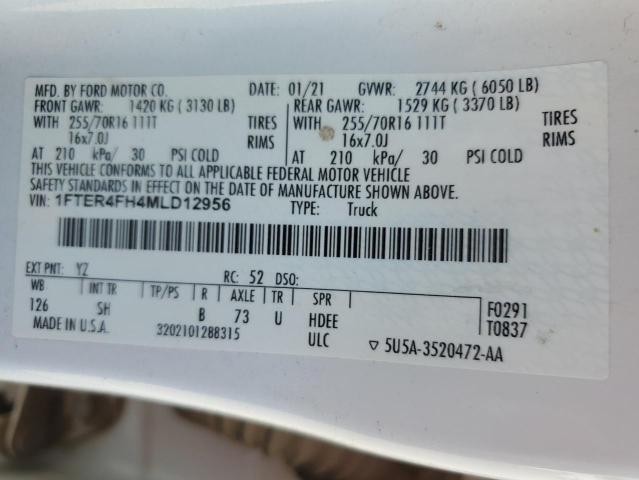 MFD. BY FORD MOTOR CO. DATE: 01/21 GVWR: 2744 KG ( 6050 LB)
FRONT GAWR: 1420 KG ( 3130 LB) REAR GAWR: 1529 KG ( 3370 LB)
WITH 255/70R16 111T TIRES WITH 255/70R16 111T TIRES
16x7.0J RIMS 16x7.0J RIMS
AT 210 kPa/ 30 PSI COLD AT 210 kPa/ 30 PSI COLD
THIS VEHICLE CONFORMS TO ALL APPLICABLE FEDERAL MOTOR VEHICLE
SAFETY STANDARDS IN EFFECT ON THE DATE OF MANUFACTURE SHOWN ABOVE.
VIN: 1FTER4FH4MLD12956 TYPE: Truck
EXT PNT: YZ RC: 52 DSO:
WB INT TR TP/PS R AXLE TR SPR
126 SH B 73 U HDEE F0291
ULC T0837
MADE IN U.S.A. 3202101288315 ▽ 5U5A-3520472-AA